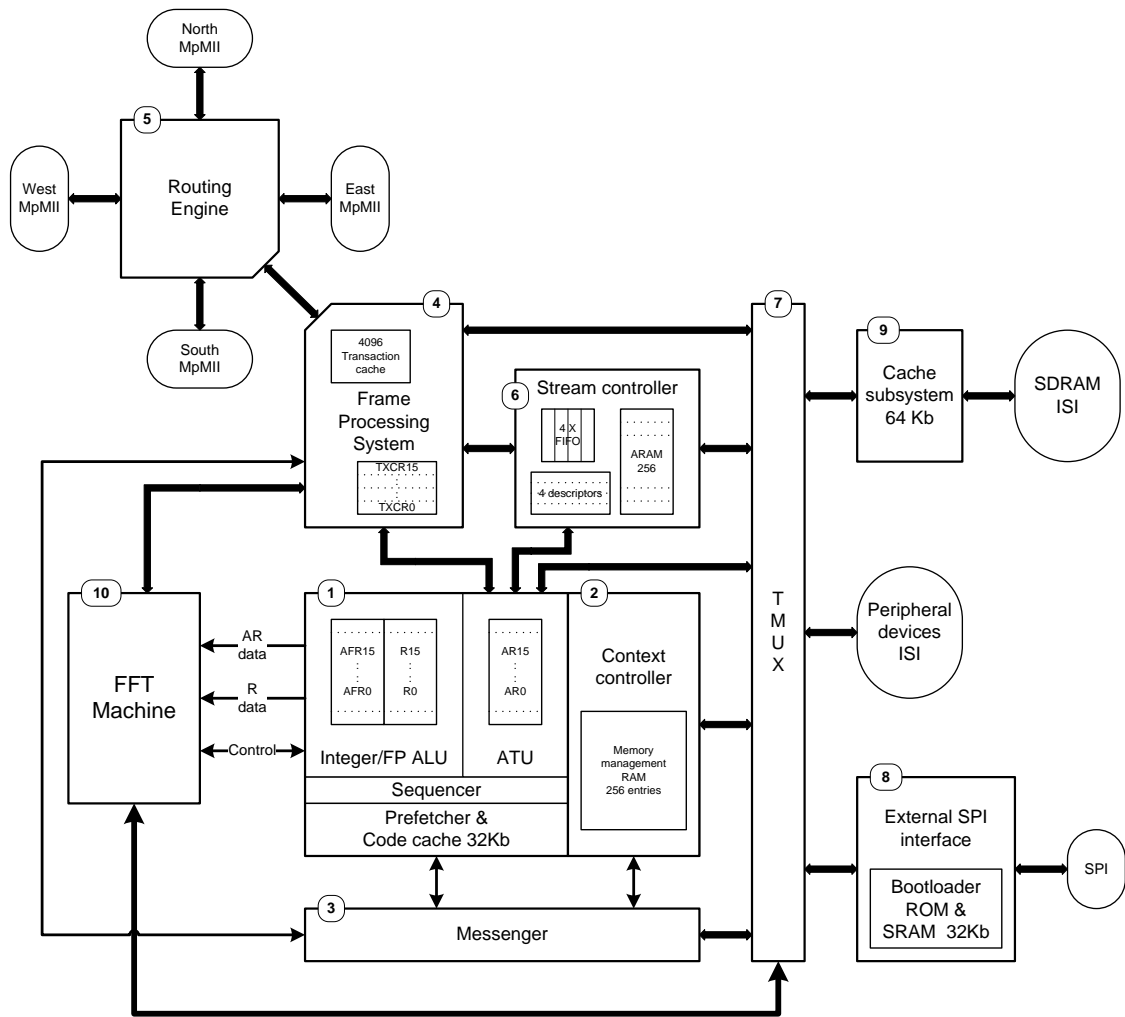 North
MpMII
5
West
MpMII
Routing
Engine
East
MpMII
South
MpMII
4
4096
Transaction
cache
Frame
Processing
System
TXCR15
TXCR0
6
Stream controller
4 X
FIFO
ARAM
256
4 descriptors
7
T
M
U
X
9
Cache
subsystem
64 Kb
SDRAM
ISI
Peripheral
devices
ISI
10
FFT
Machine
AR
data
R
data
Control
1
AFR15
AFR0
R15
R0
AR15
AR0
Integer/FP ALU
ATU
Sequencer
Prefetcher &
Code cache 32Kb
2
Context
controller
Memory
management
RAM
256 entries
8
External SPI
interface
Bootloader
ROM &
SRAM 32Kb
SPI
3
Messenger